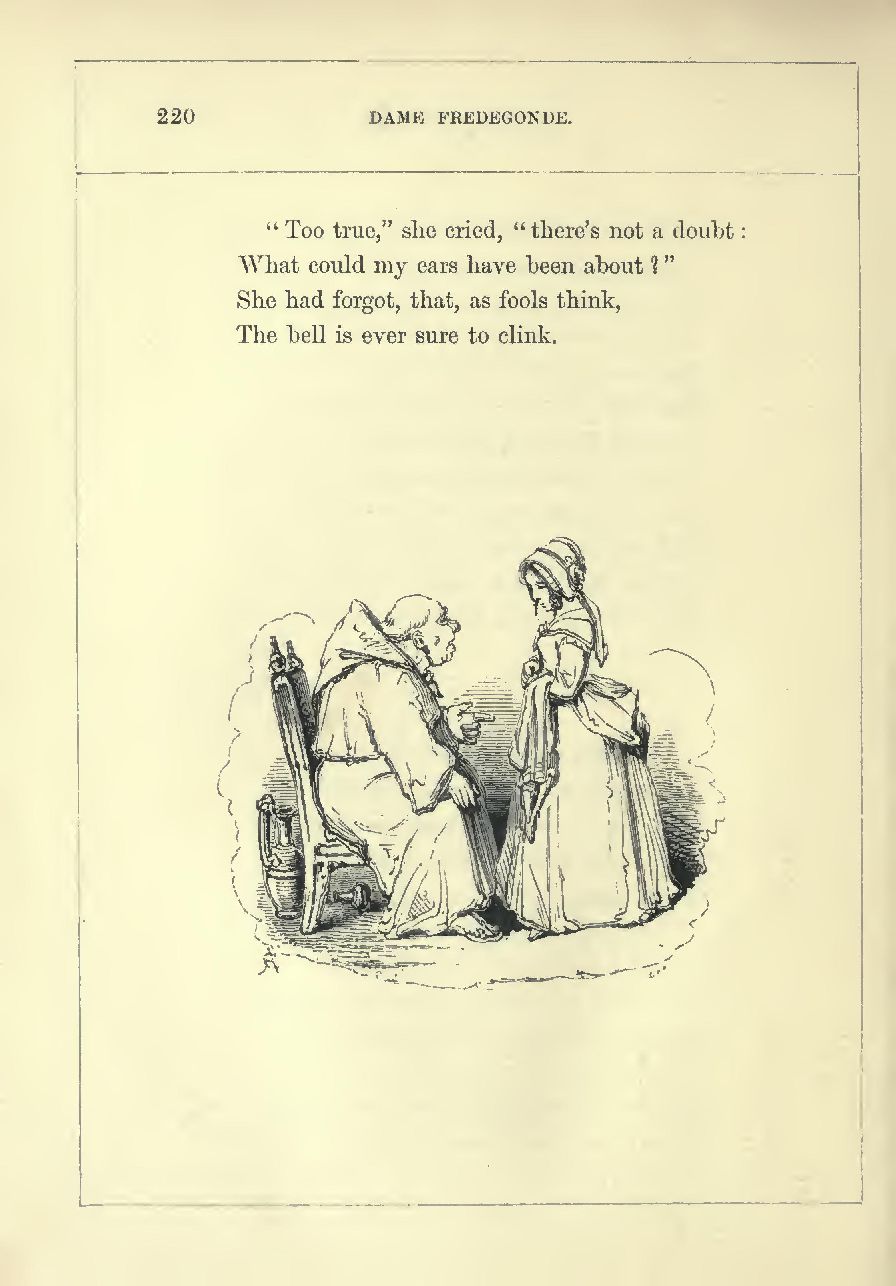 220 DAME FREDEGONDE.
“Too true,” she cried, “there’s not a doubt :
What could my ears have been about ?”
She had forgot, that, as fools think,
The bell is ever sure to clink.